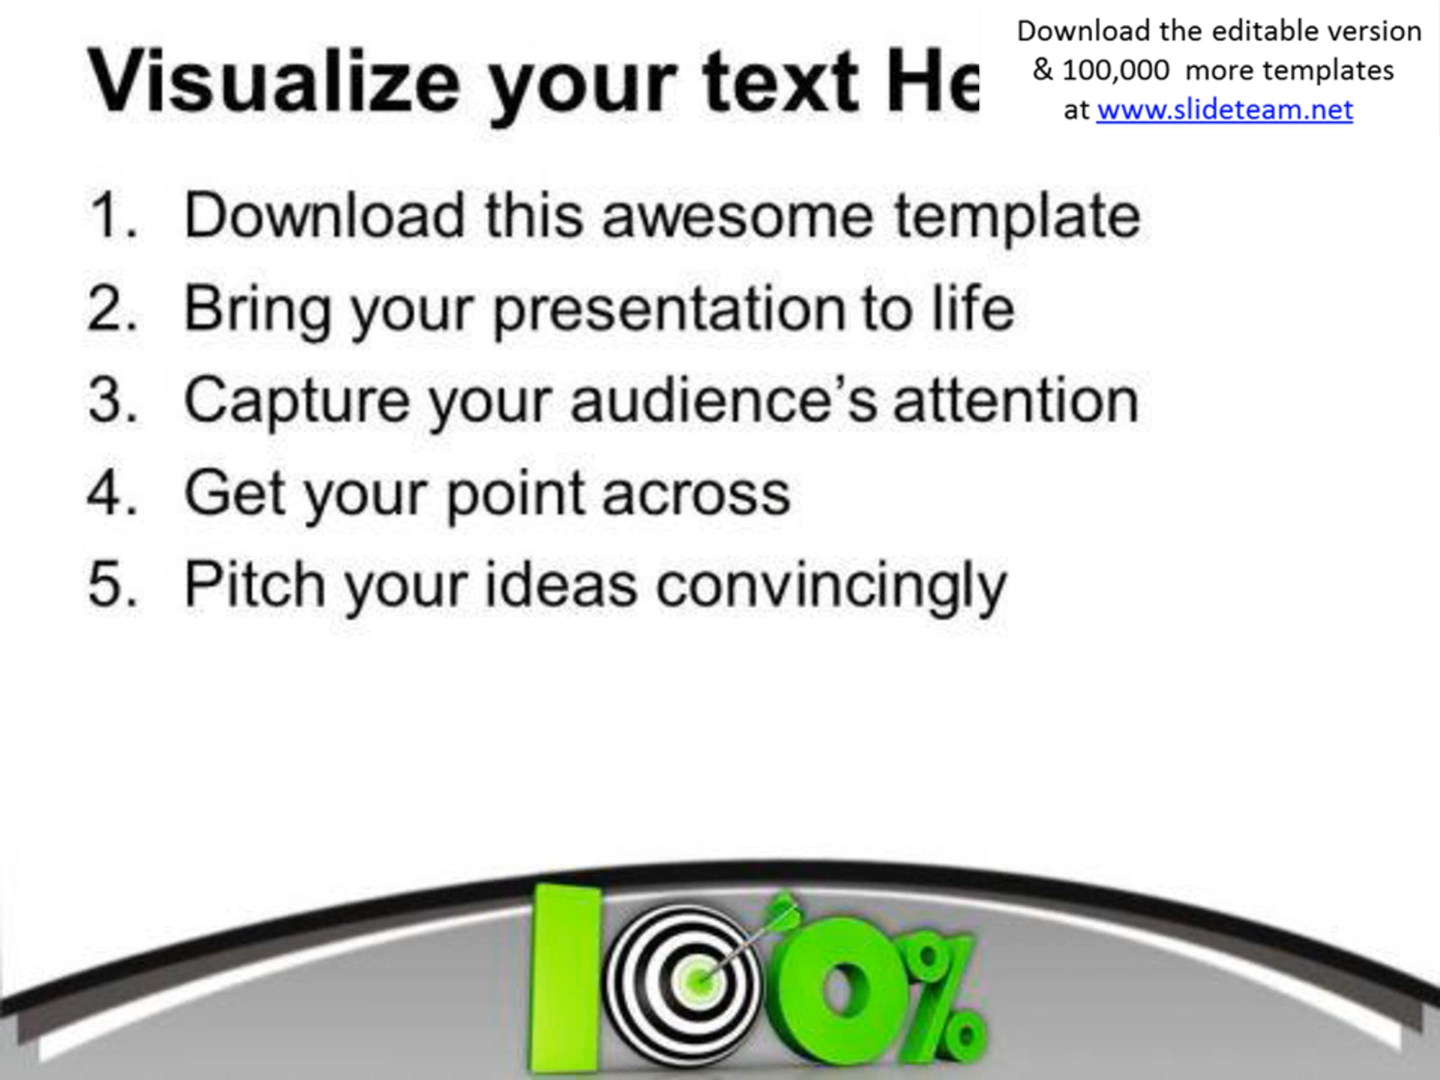 Visualize your text He
Download the editable version
& 100,000 more templates
at www.slideteam.net
1. Download this awesome template
2. Bring your presentation to life
3. Capture your audience’s attention
4. Get your point across
5. Pitch your ideas convincingly
100%